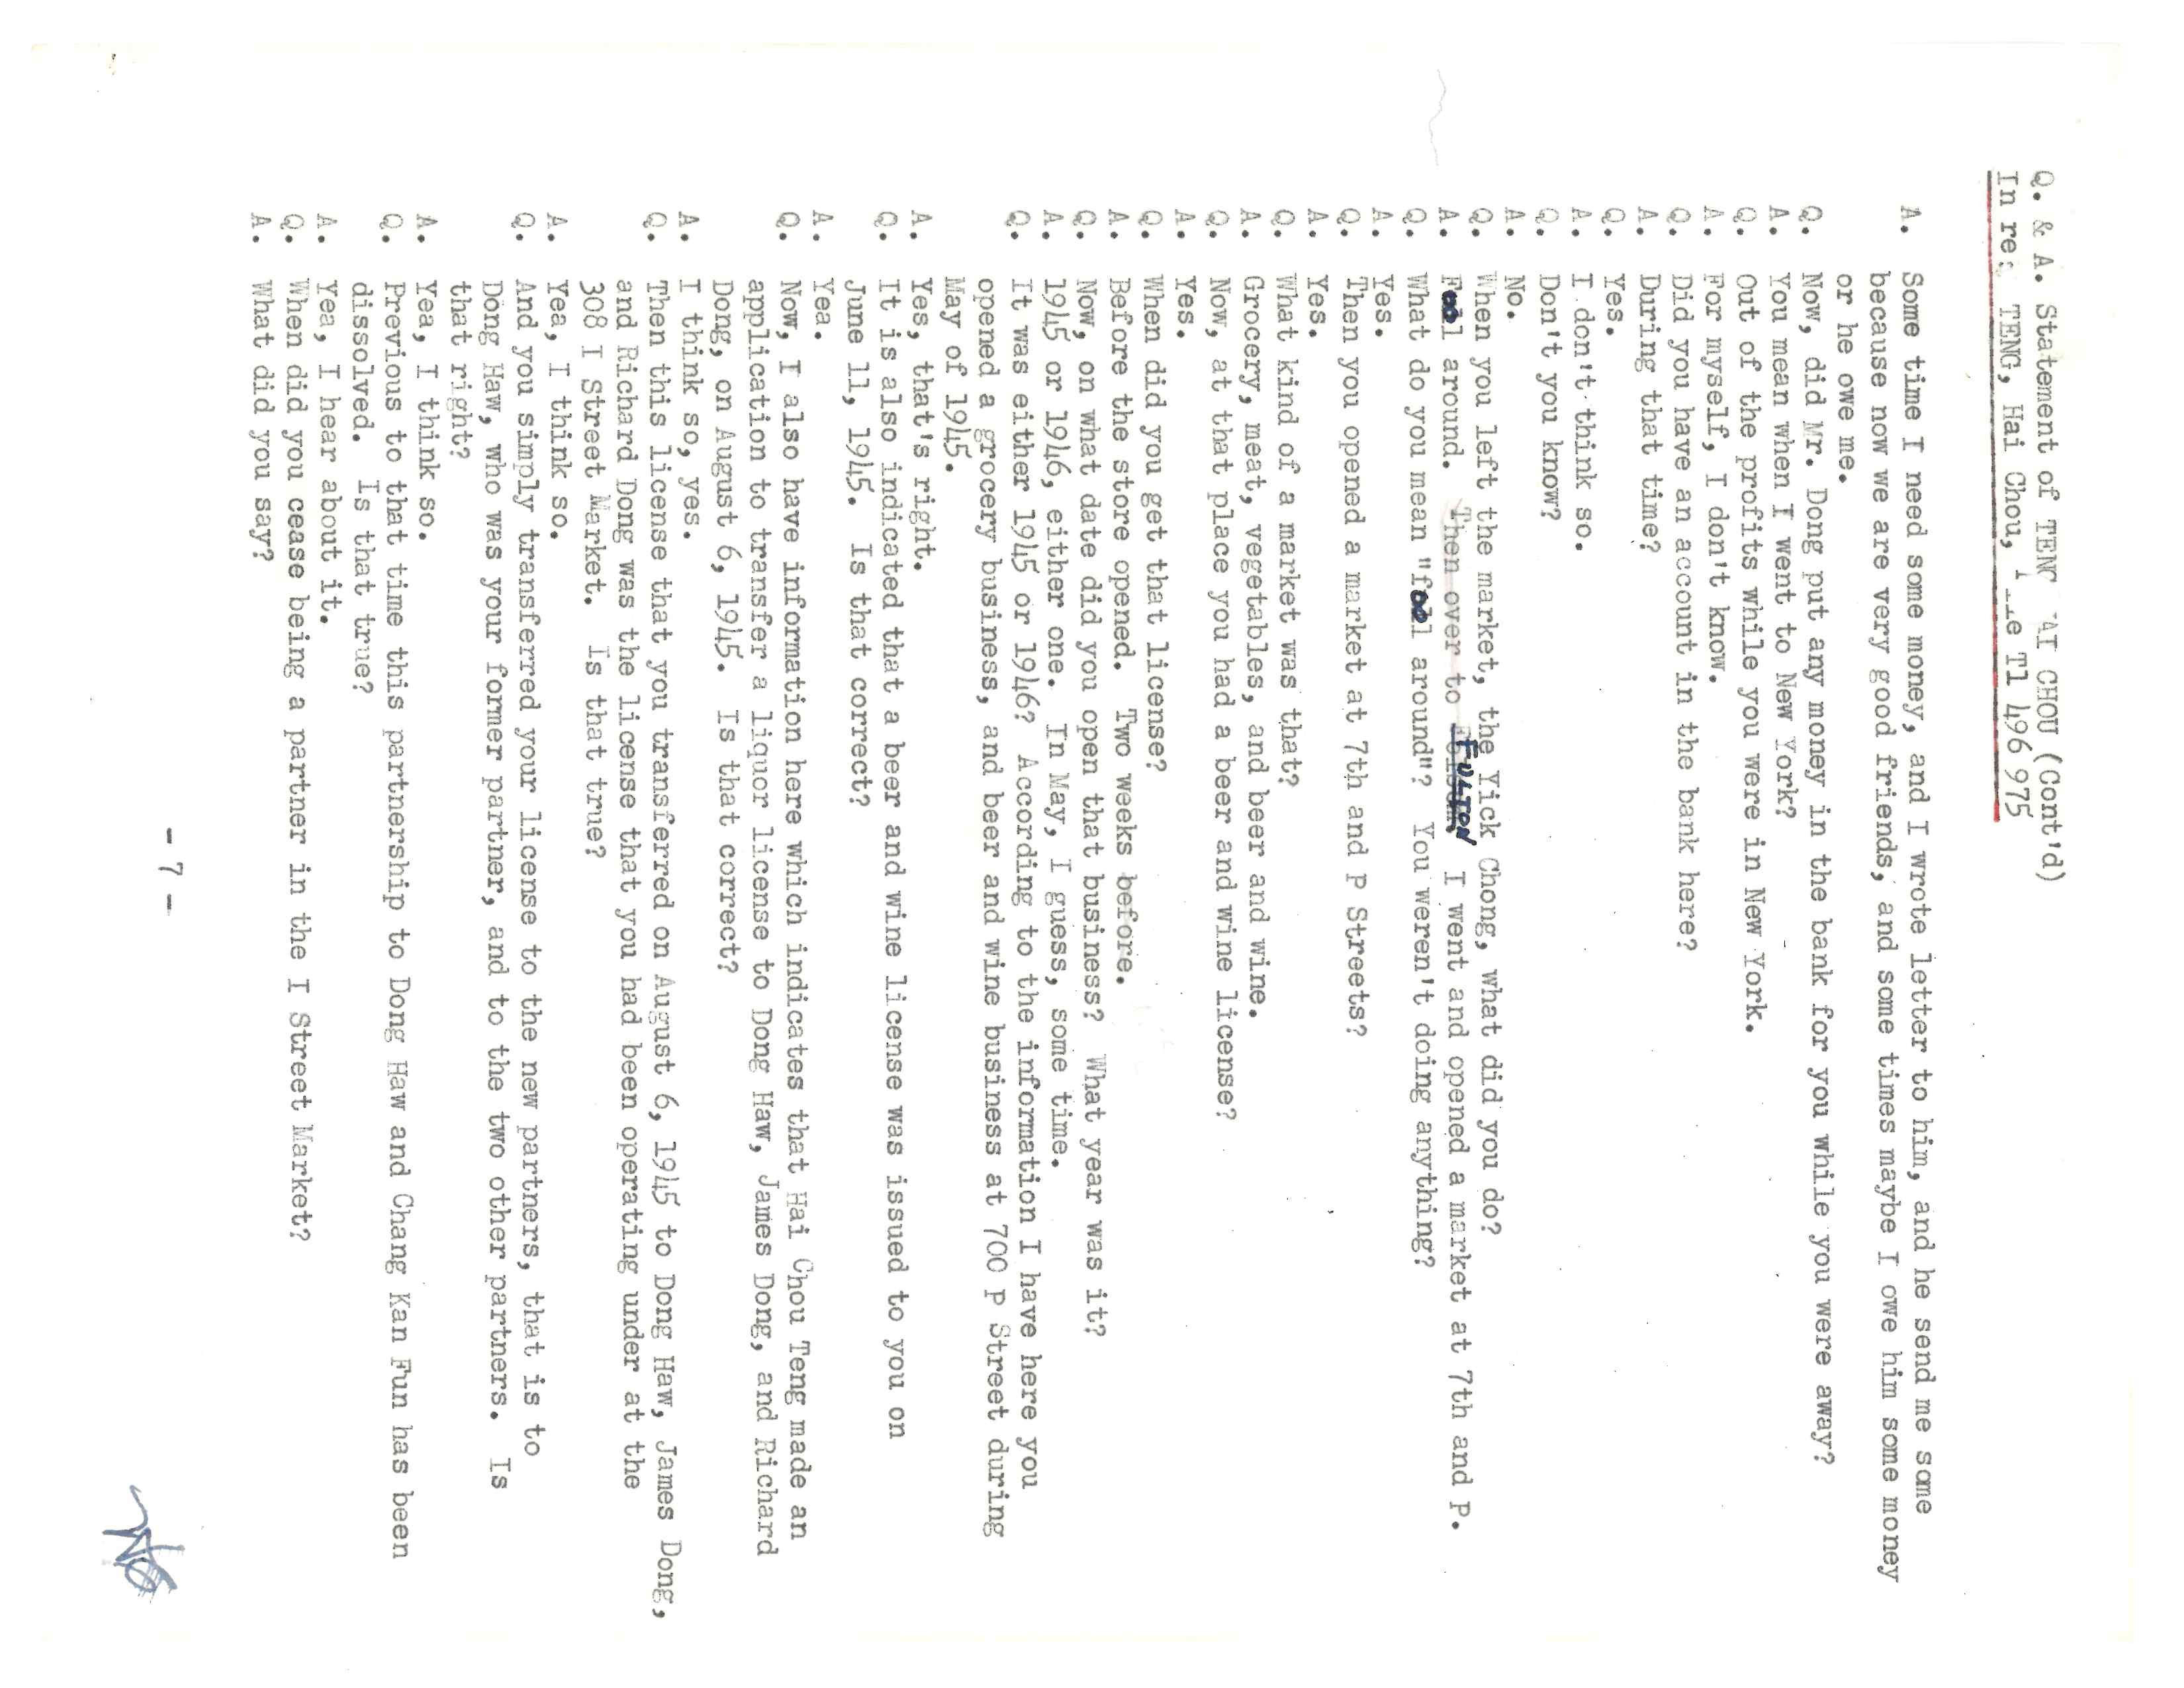 Q. & A. Statement of TENG HAI CHOU (Cont'd)
In re: TENG, Hai Chou, File T1 496 975
A. Some time I need some money, and I wrote letter to him, and he send me some
because now we are very good friends, and some times maybe I owe him some money
or he owe me.
Q. Now, did Mr. Dong put any money in the bank for you while you were away?
A. You mean when I went to New York?
Q. Out of the profits while you were in New York.
A. For myself, I don't know.
Q. Did you have an account in the bank here?
A. During that time?
Q. Yes.
A. I don't think so.
Q. Don't you know?
A. No.
Q. When you left the market, the Yick Chong, what did you do?
A. Fool around. Then over to FULTON I went and opened a market at 7th and P.
Q. What do you mean "fool around"? You weren't doing anything?
A. Yes.
Q. Then you opened a market at 7th and P Streets?
A. Yes.
Q. What kind of a market was that?
A. Grocery, meat, vegetables, and beer and wine.
Q. Now, at that place you had a beer and wine license?
A. Yes.
Q. When did you get that license?
A. Before the store opened. Two weeks before.
Q. Now, on what date did you open that business? What year was it?
A. 1945 or 1946, either one. In May, I guess, some time.
Q. It was either 1945 or 1946? According to the information I have here you
opened a grocery business, and beer and wine business at 700 P Street during
May of 1945.
A. Yes, that's right.
Q. It is also indicated that a beer and wine license was issued to you on
June 11, 1945. Is that correct?
A. Yea.
Q. Now, I also have information here which indicates that Hai Chou Teng made an
application to transfer a liquor license to Dong Haw, James Dong, and Richard
Dong, on August 6, 1945. Is that correct?
A. I think so, yes.
Q. Then this license that you transferred on August 6, 1945 to Dong Haw, James Dong,
and Richard Dong was the license that you had been operating under at the
308 I Street Market. Is that true?
A. Yea, I think so.
Q. And you simply transferred your license to the new partners, that is to
Dong Haw, who was your former partner, and to the two other partners. Is
that right?
A. Yea, I think so.
Q. Previous to that time this partnership to Dong Haw and Chang Kan Fun has been
dissolved. Is that true?
A. Yea, I hear about it.
Q. When did you cease being a partner in the I Street Market?
A. What did you say?
- 7 -